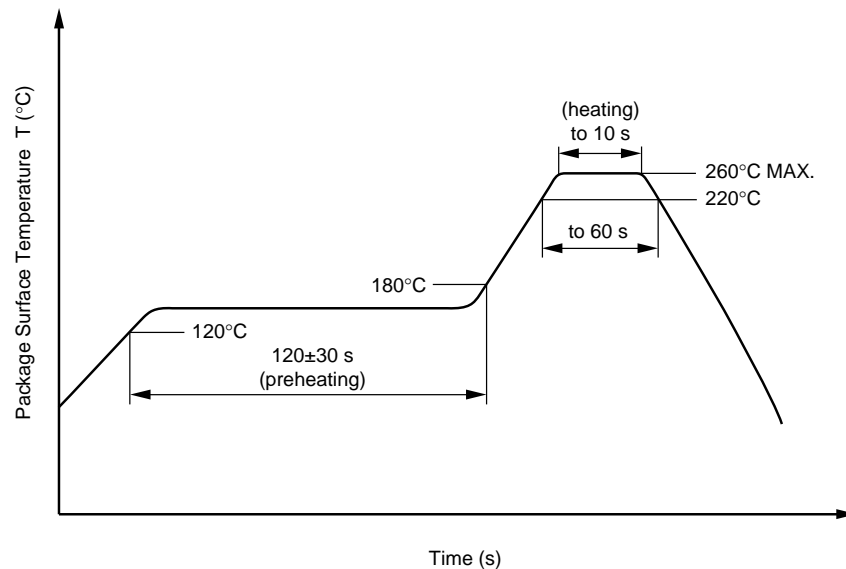 Package Surface Temperature T (°C)
(heating)
to 10 s
260°C MAX.
220°C
to 60 s
180°C
120°C
120±30 s
(preheating)
Time (s)